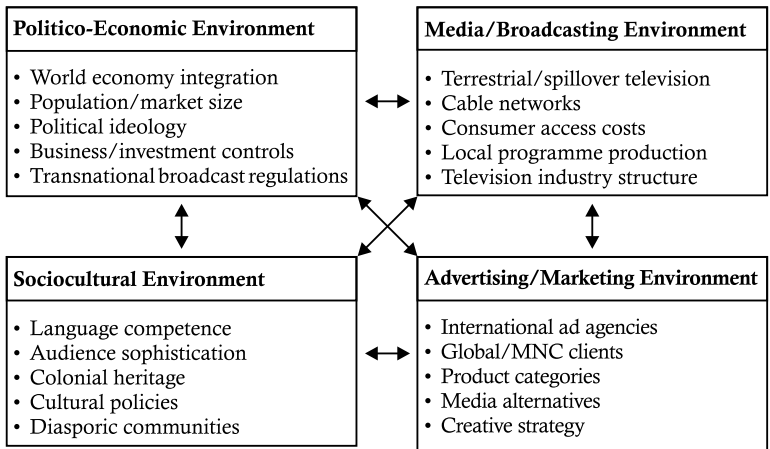 Politico-Economic Environment
• World economy integration
• Population/market size
• Political ideology
• Business/investment controls
• Transnational broadcast regulations
Media/Broadcasting Environment
• Terrestrial/spillover television
• Cable networks
• Consumer access costs
• Local programme production
• Television industry structure
Sociocultural Environment
• Language competence
• Audience sophistication
• Colonial heritage
• Cultural policies
• Diasporic communities
Advertising/Marketing Environment
• International ad agencies
• Global/MNC clients
• Product categories
• Media alternatives
• Creative strategy